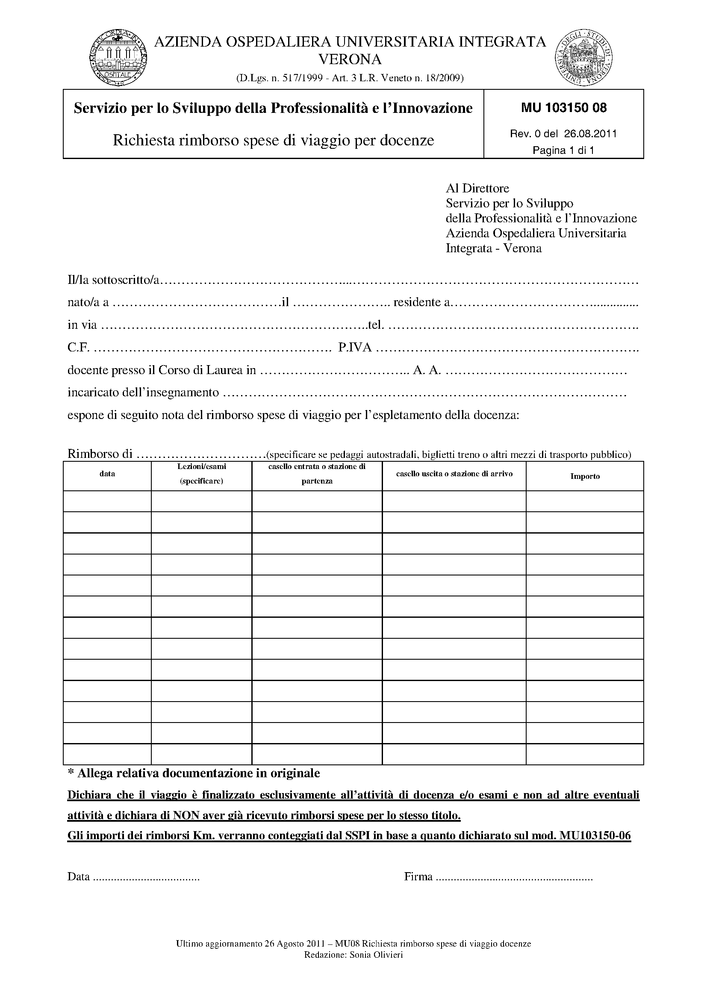 AZIENDA OSPEDALIERA UNIVERSITARIA INTEGRATA
VERONA
(D.Lgs. n. 517/1999 - Art. 3 L.R. Veneto n. 18/2009)
S·CASA·D·MISERICORDIA·IN·VERONA
OSPITALE
UNIVERSITÀ·DEGLI·STUDI·DI·VERONA
Servizio per lo Sviluppo della Professionalità e l’Innovazione
Richiesta rimborso spese di viaggio per docenze
MU 103150 08
Rev. 0 del 26.08.2011
Pagina 1 di 1
Al Direttore
Servizio per lo Sviluppo
della Professionalità e l’Innovazione
Azienda Ospedaliera Universitaria
Integrata - Verona
Il/la sottoscritto/a……………………………………...…………………………………………………………
nato/a a …………………………………il ………………….. residente a……………………………...............
in via ……………………………………………………..tel. ………………………………………………….
C.F. ………………………………………………. P.IVA …………………………………………………….
docente presso il Corso di Laurea in …………………………….. A. A. ……………………………………
incaricato dell’insegnamento …………………………………………………………………………………
espone di seguito nota del rimborso spese di viaggio per l’espletamento della docenza:
Rimborso di …………………………(specificare se pedaggi autostradali, biglietti treno o altri mezzi di trasporto pubblico)
data
Lezioni/esami
(specificare)
casello entrata o stazione di
partenza
casello uscita o stazione di arrivo
Importo
* Allega relativa documentazione in originale
Dichiara che il viaggio è finalizzato esclusivamente all’attività di docenza e/o esami e non ad altre eventuali
attività e dichiara di NON aver già ricevuto rimborsi spese per lo stesso titolo.
Gli importi dei rimborsi Km. verranno conteggiati dal SSPI in base a quanto dichiarato sul mod. MU103150-06
Data .................................... Firma .....................................................
Ultimo aggiornamento 26 Agosto 2011 – MU08 Richiesta rimborso spese di viaggio docenze
Redazione: Sonia Olivieri